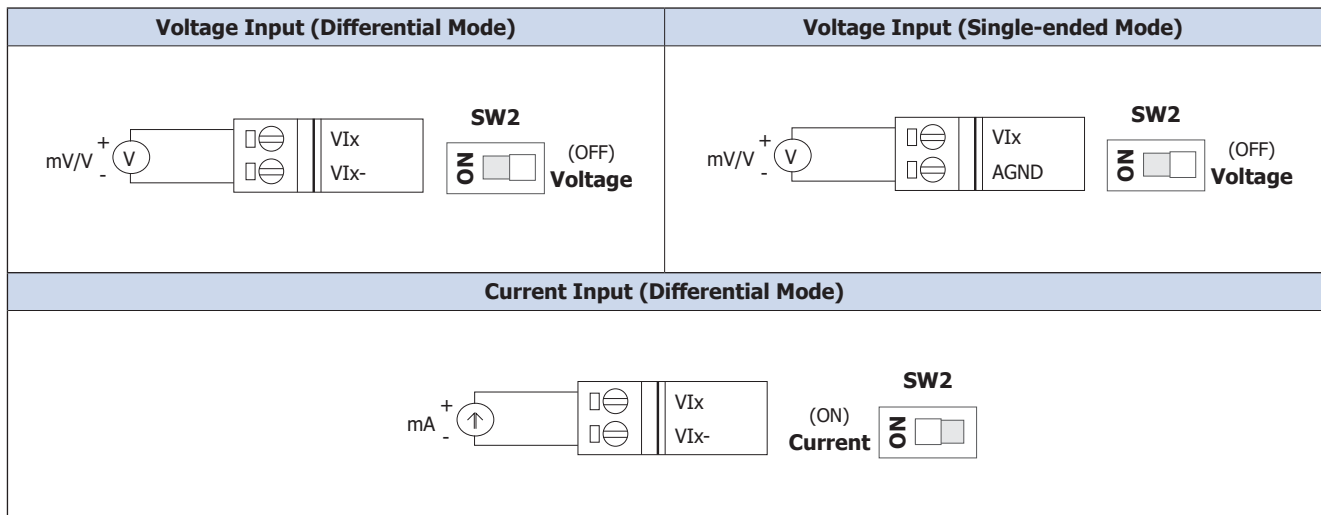 Voltage Input (Differential Mode)
Voltage Input (Single-ended Mode)
SW2
+
mV/V
V
-
VIx
VIx-
ON
(OFF)
Voltage
SW2
+
mV/V
V
-
VIx
AGND
ON
(OFF)
Voltage
Current Input (Differential Mode)
SW2
+
mA
-
VIx
VIx-
(ON)
Current
ON